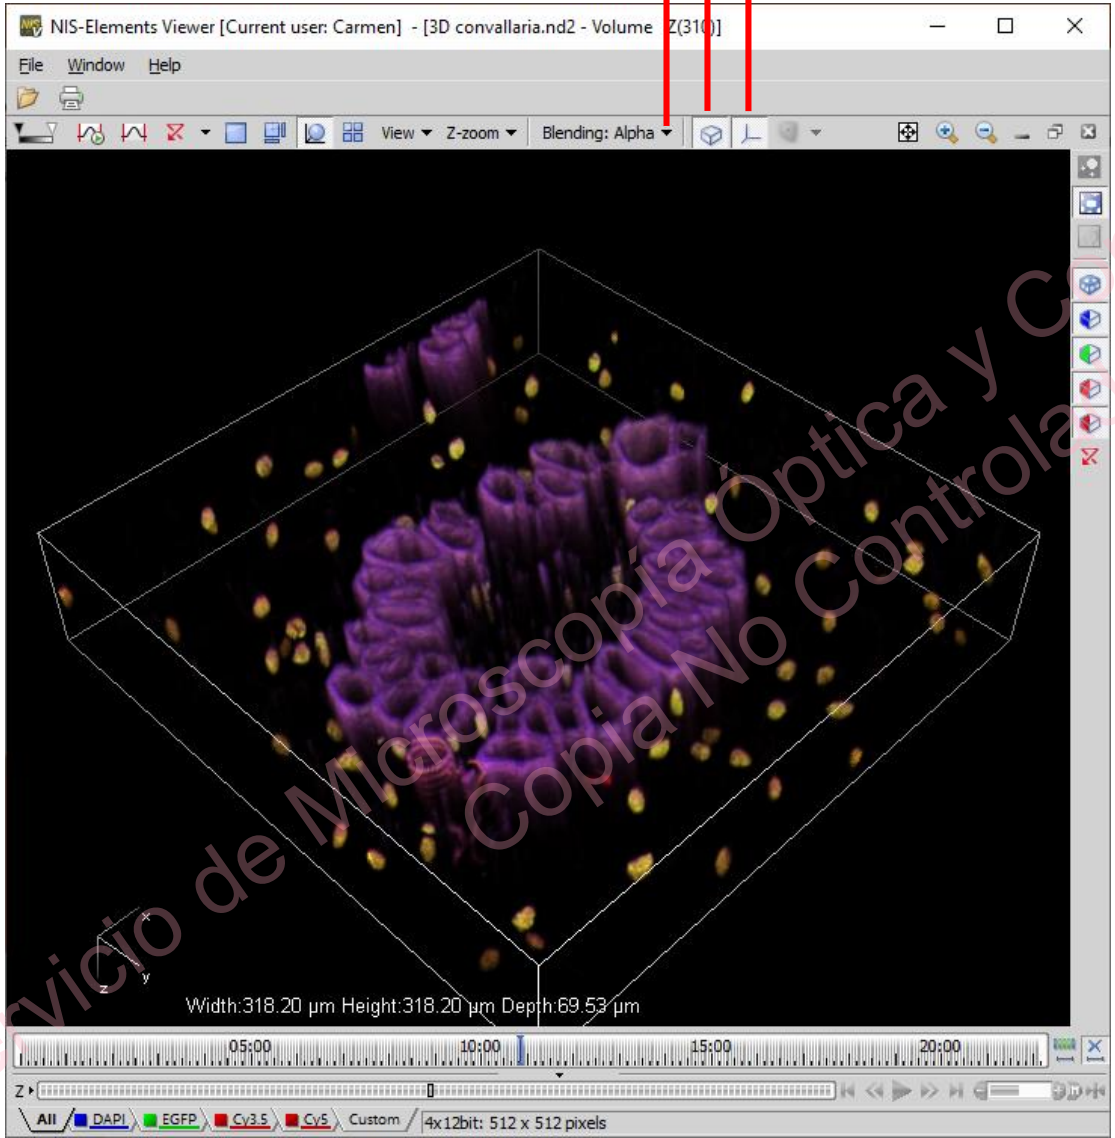 NIS-Elements Viewer [Current user: Carmen] - [3D convallaria.nd2 - Volume Z(310)]
File Window Help
View Z-zoom Blending: Alpha
Servicio de Microscopía Óptica y Co
Copia No Controla
x
y
z
Width:318.20 µm Height:318.20 µm Depth:69.53 µm
05:00 10:00 15:00 20:00
Z
All DAPI EGFP Cy3.5 Cy5 Custom 4x12bit: 512 x 512 pixels